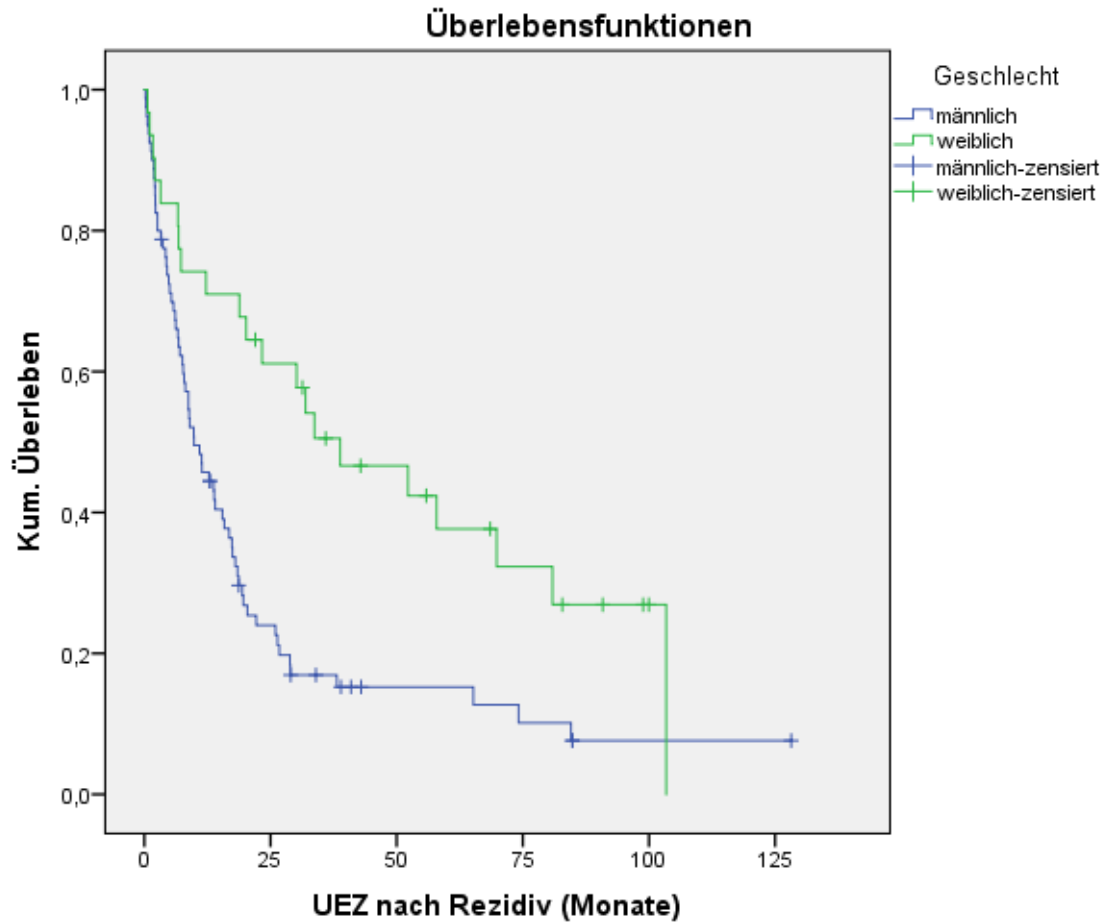 Überlebensfunktionen
Geschlecht
männlich
weiblich
männlich-zensiert
weiblich-zensiert
Kum. Überleben
1,0
0,8
0,6
0,4
0,2
0,0
0 25 50 75 100 125
UEZ nach Rezidiv (Monate)